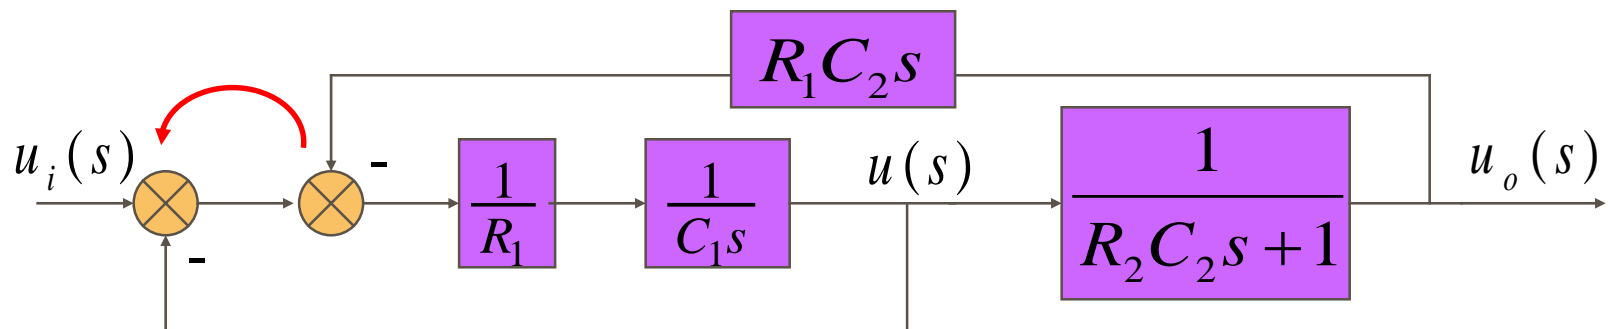 R₁C₂s
uᵢ(s)
-
1/R₁
1/C₁s
u(s)
1/(R₂C₂s+1)
uₒ(s)
-